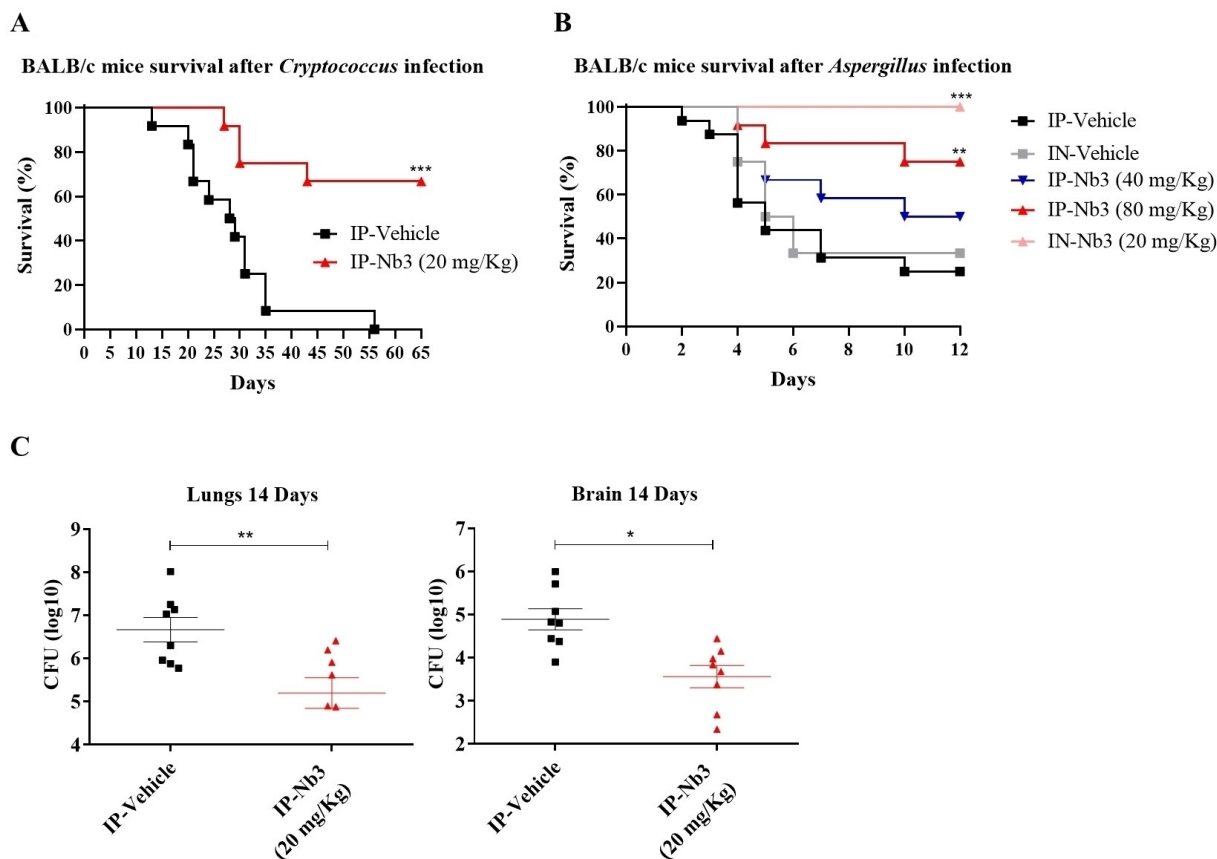 A
BALB/c mice survival after Cryptococcus infection
Survival (%)
100
80
60
40
20
0
***
IP-Vehicle
IP-Nb3 (20 mg/Kg)
0 5 10 15 20 25 30 35 40 45 50 55 60 65
Days
B
BALB/c mice survival after Aspergillus infection
Survival (%)
100
80
60
40
20
0
***
**
0 2 4 6 8 10 12
Days
IP-Vehicle
IN-Vehicle
IP-Nb3 (40 mg/Kg)
IP-Nb3 (80 mg/Kg)
IN-Nb3 (20 mg/Kg)
C
Lungs 14 Days
CFU (log10)
9
8
7
6
5
4
**
IP-Vehicle
IP-Nb3
(20 mg/Kg)
Brain 14 Days
CFU (log10)
7
6
5
4
3
2
*
IP-Vehicle
IP-Nb3
(20 mg/Kg)